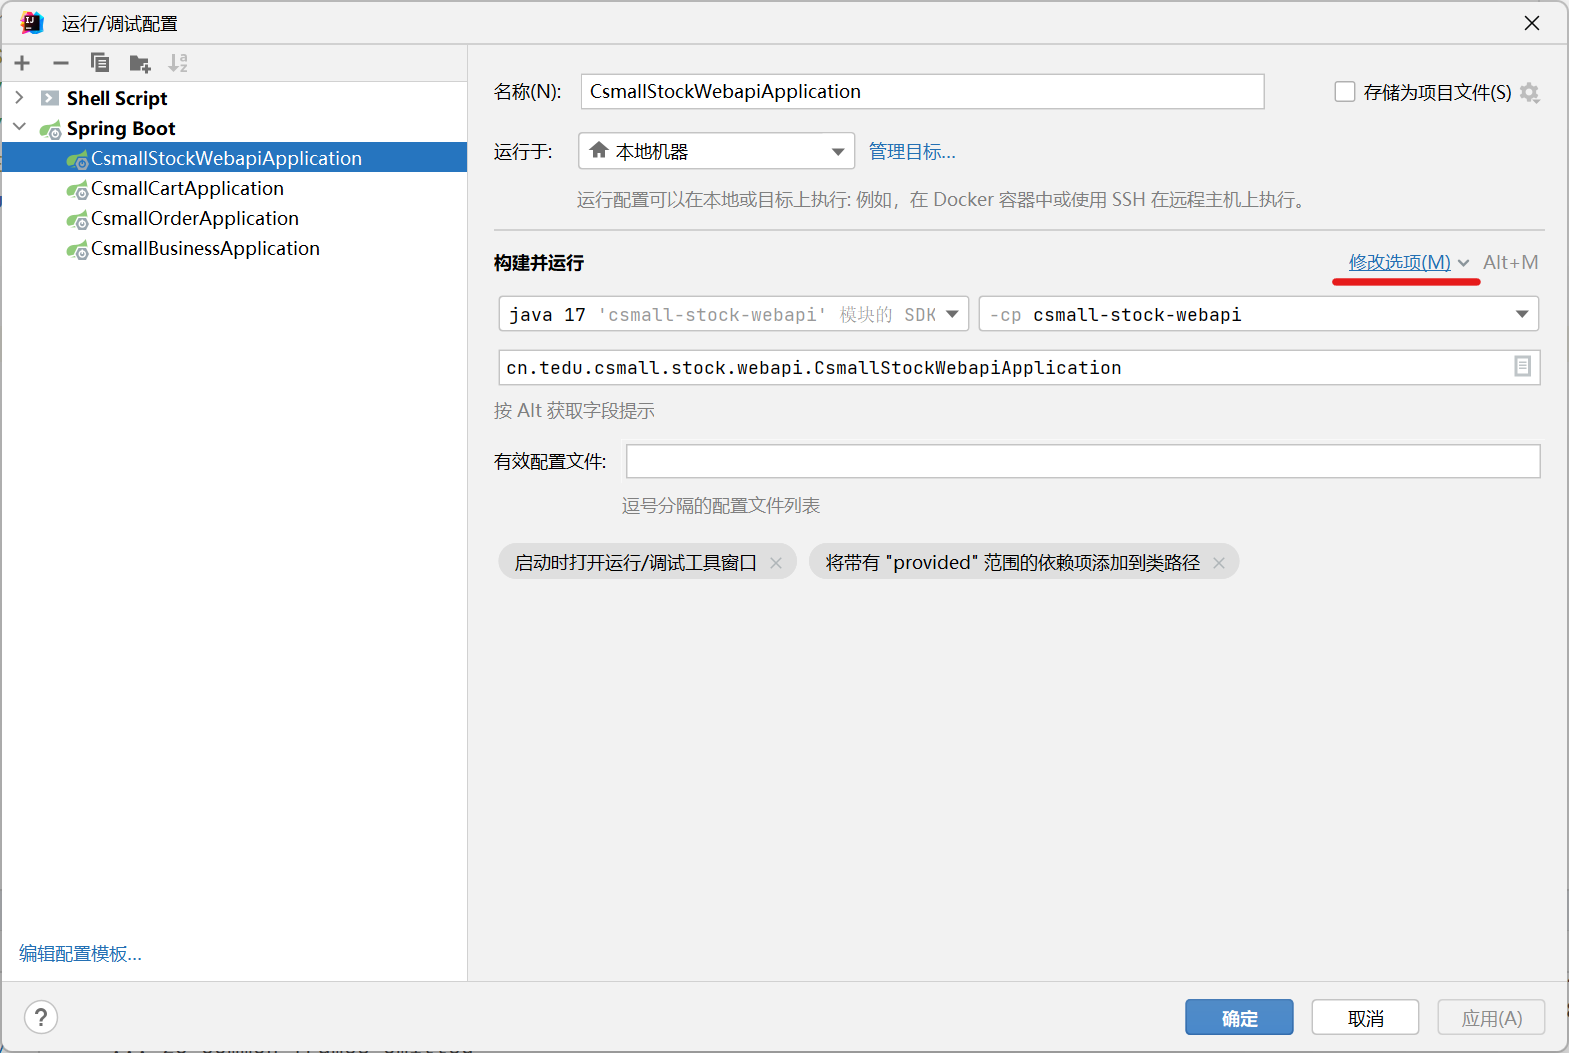 运行/调试配置
Shell Script
Spring Boot
CsmallStockWebapiApplication
CsmallCartApplication
CsmallOrderApplication
CsmallBusinessApplication
编辑配置模板...
名称(N): CsmallStockWebapiApplication 存储为项目文件(S)
运行于: 本地机器 管理目标...
运行配置可以在本地或目标上执行: 例如，在 Docker 容器中或使用 SSH 在远程主机上执行。
构建并运行 修改选项(M) Alt+M
java 17 'csmall-stock-webapi' 模块的 SDK -cp csmall-stock-webapi
cn.tedu.csmall.stock.webapi.CsmallStockWebapiApplication
按 Alt 获取字段提示
有效配置文件:
逗号分隔的配置文件列表
启动时打开运行/调试工具窗口 × 将带有 "provided" 范围的依赖项添加到类路径 ×
? 确定 取消 应用(A)